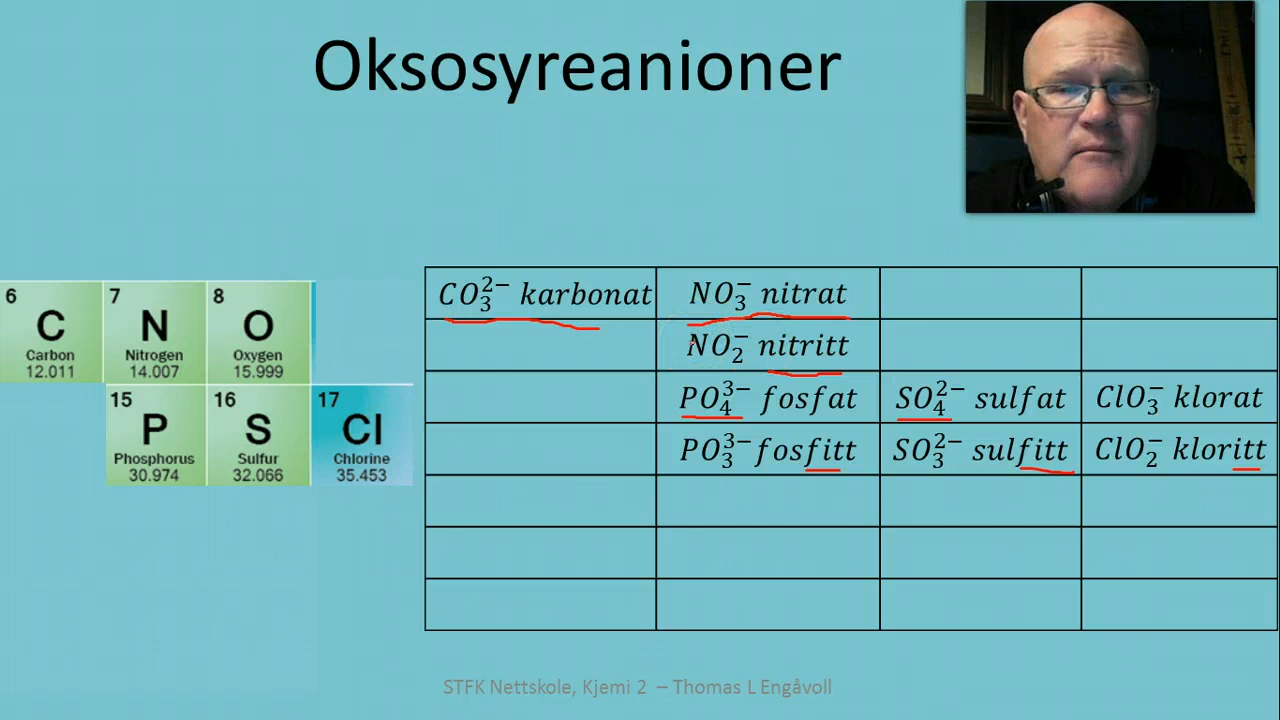 Oksosyreanioner
6 7 8
C N O
Carbon Nitrogen Oxygen
12.011 14.007 15.999
15 16 17
P S Cl
Phosphorus Sulfur Chlorine
30.974 32.066 35.453
CO₃²⁻ karbonat NO₃⁻ nitrat
NO₂⁻ nitritt
PO₄³⁻ fosfat SO₄²⁻ sulfat ClO₃⁻ klorat
PO₃³⁻ fosfitt SO₃²⁻ sulfitt ClO₂⁻ kloritt
STFK Nettskole, Kjemi 2 – Thomas L Engåvoll